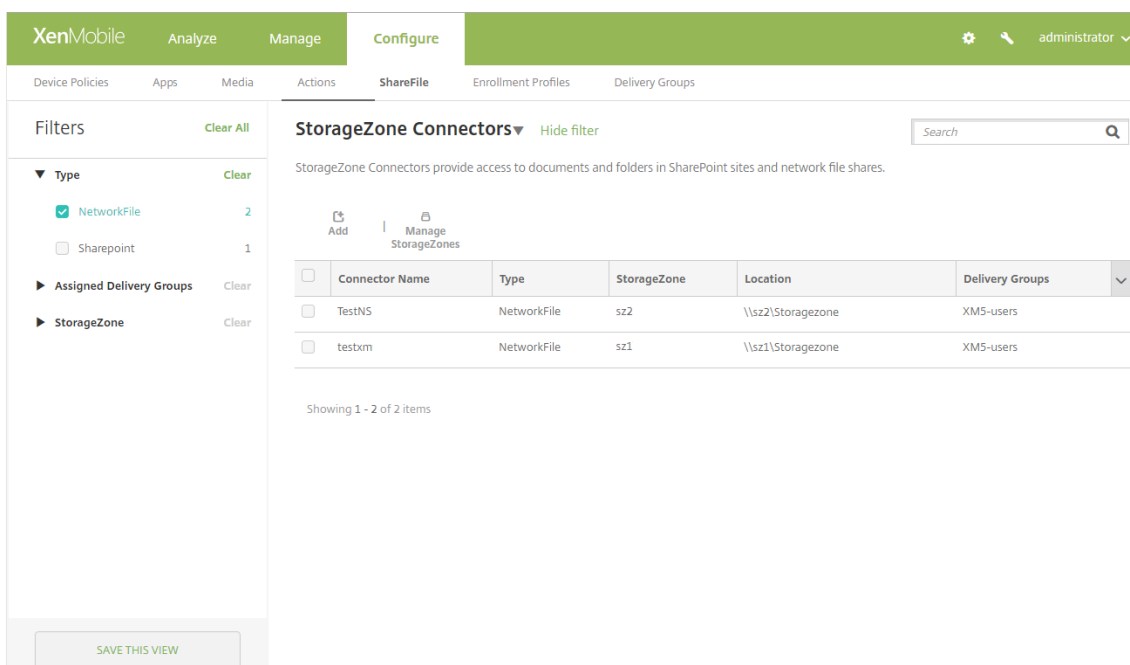 XenMobile Analyze Manage Configure administrator
Device Policies Apps Media Actions ShareFile Enrollment Profiles Delivery Groups
Filters Clear All
Type Clear
NetworkFile 2
Sharepoint 1
Assigned Delivery Groups Clear
StorageZone Clear
SAVE THIS VIEW
StorageZone Connectors Hide filter Search
StorageZone Connectors provide access to documents and folders in SharePoint sites and network file shares.
Add | Manage
StorageZones
Connector Name Type StorageZone Location Delivery Groups
TestNS NetworkFile sz2 \\sz2\Storagezone XM5-users
testxm NetworkFile sz1 \\sz1\Storagezone XM5-users
Showing 1 - 2 of 2 items